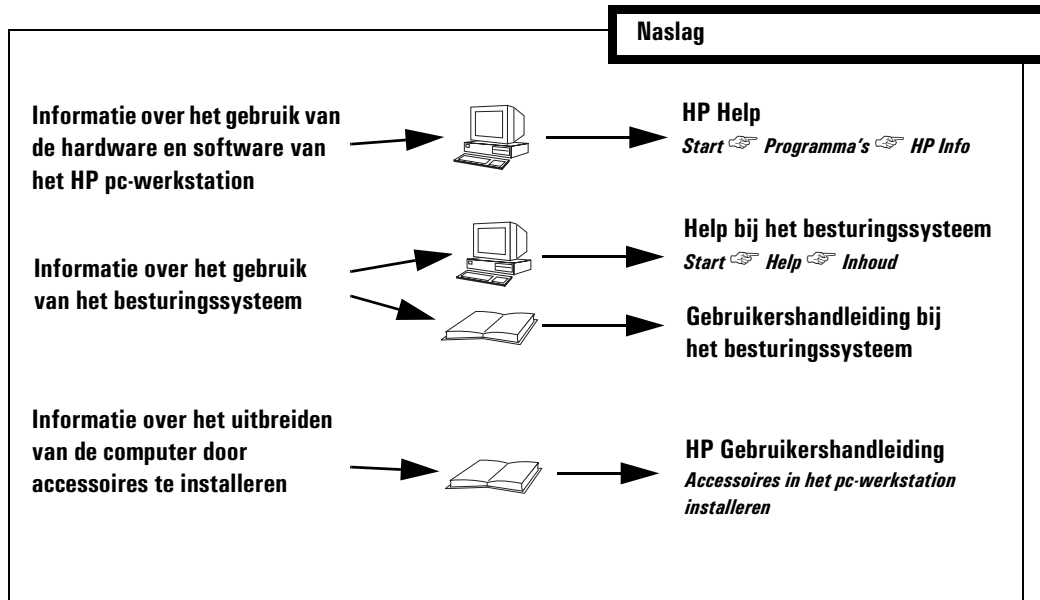 Naslag
Informatie over het gebruik van
de hardware en software van
het HP pc-werkstation
HP Help
Start ☞ Programma's ☞ HP Info
Informatie over het gebruik
van het besturingssysteem
Help bij het besturingssysteem
Start ☞ Help ☞ Inhoud
Gebruikershandleiding bij
het besturingssysteem
Informatie over het uitbreiden
van de computer door
accessoires te installeren
HP Gebruikershandleiding
Accessoires in het pc-werkstation
installeren